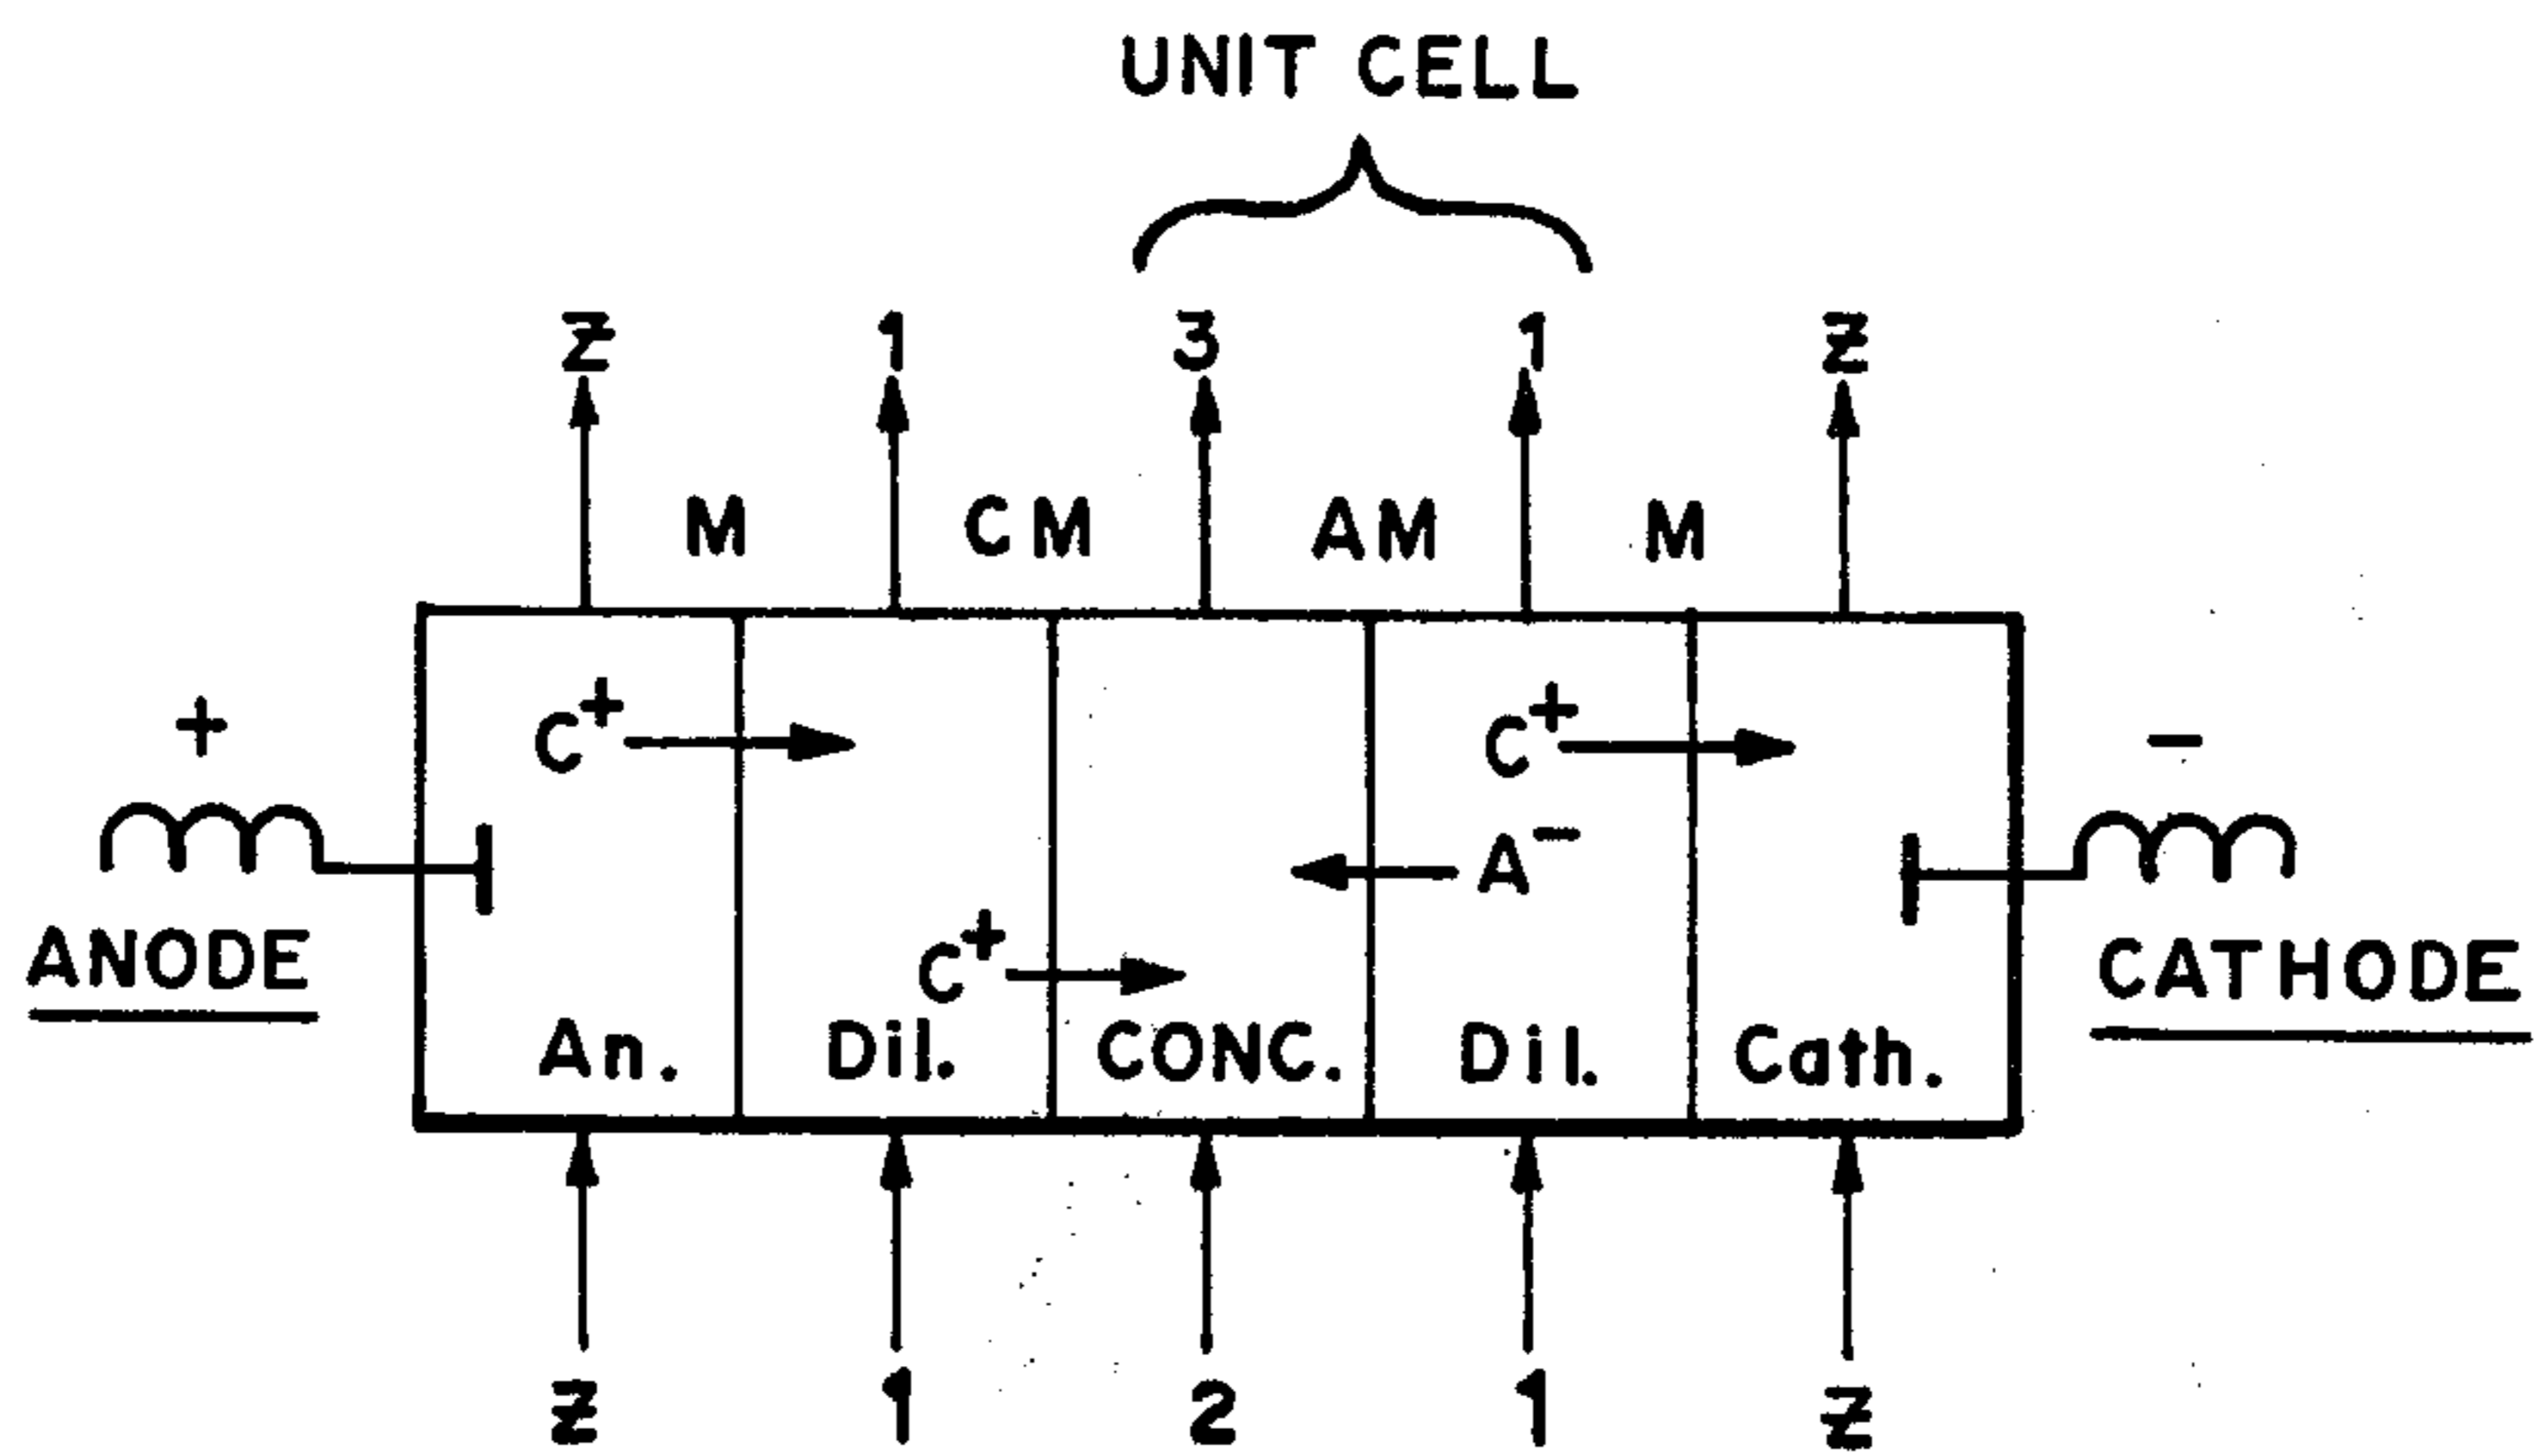 UNIT CELL
Z 1 3 1 Z
M CM AM M
+ C⁺ C⁺ −
A⁻
ANODE C⁺ CATHODE
An. Dil. CONC. Dil. Cath.
Z 1 2 1 Z